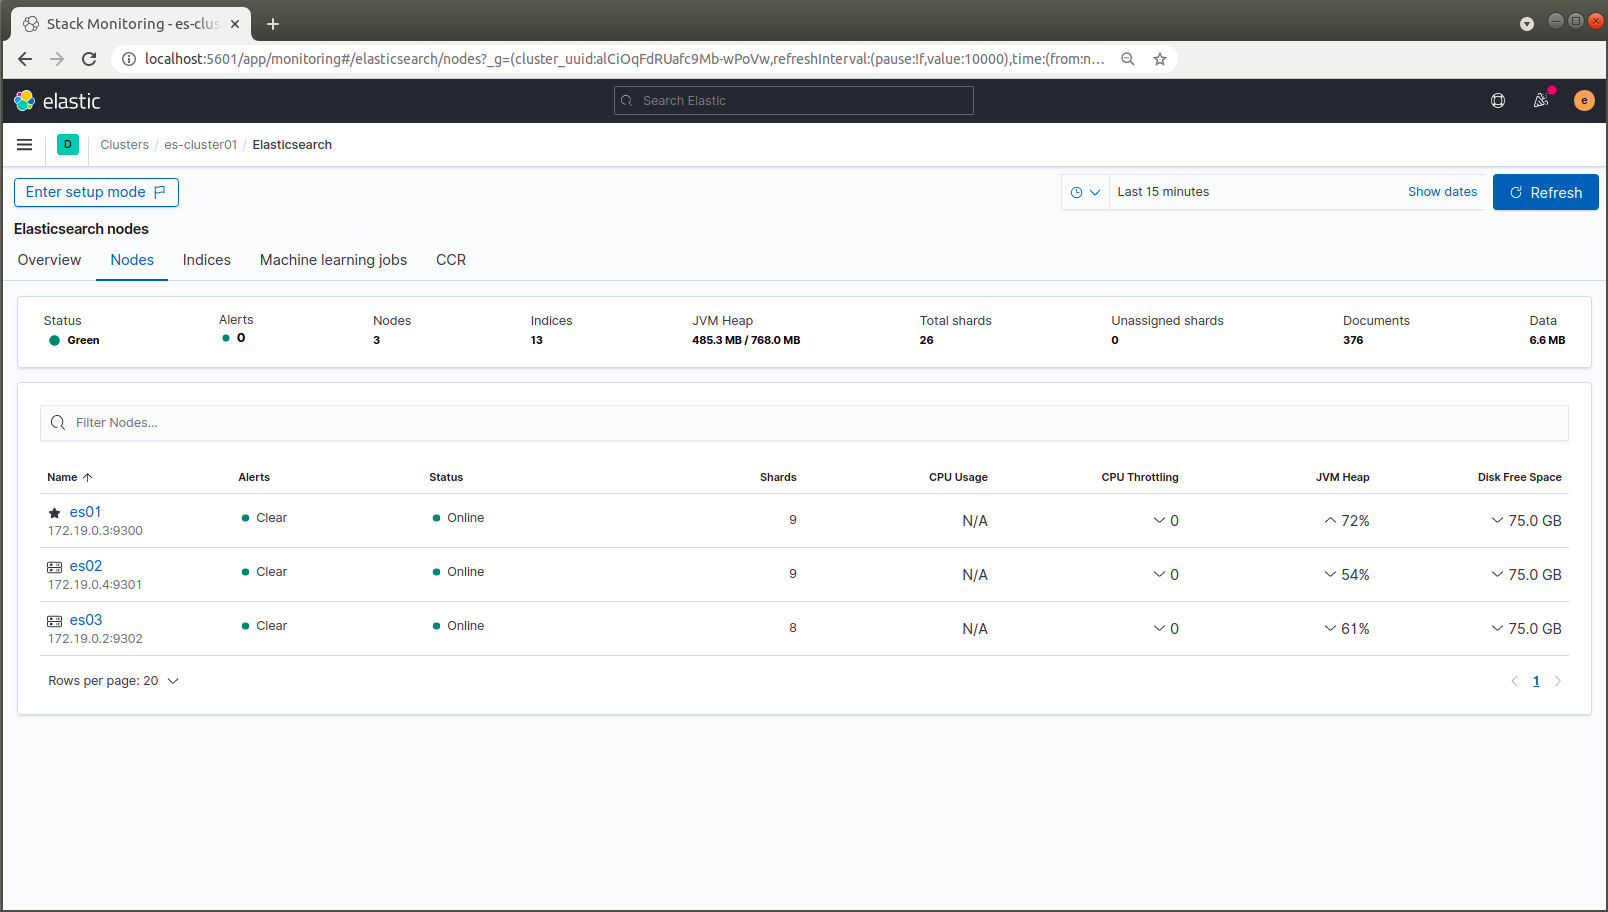 Stack Monitoring - es-clus
localhost:5601/app/monitoring#/elasticsearch/nodes?_g=(cluster_uuid:alCiOqFdRUafc9Mb-wPoVw,refreshInterval:(pause:!f,value:10000),time:(from:n...
elastic
Search Elastic
e
D
Clusters / es-cluster01 / Elasticsearch
Enter setup mode
Last 15 minutes
Show dates
Refresh
Elasticsearch nodes
Overview Nodes Indices Machine learning jobs CCR
Status Alerts Nodes Indices JVM Heap Total shards Unassigned shards Documents Data
Green 0 3 13 485.3 MB / 768.0 MB 26 0 376 6.6 MB
Filter Nodes...
Name Alerts Status Shards CPU Usage CPU Throttling JVM Heap Disk Free Space
es01 Clear Online 9 N/A 0 72% 75.0 GB
172.19.0.3:9300
es02 Clear Online 9 N/A 0 54% 75.0 GB
172.19.0.4:9301
es03 Clear Online 8 N/A 0 61% 75.0 GB
172.19.0.2:9302
Rows per page: 20
1